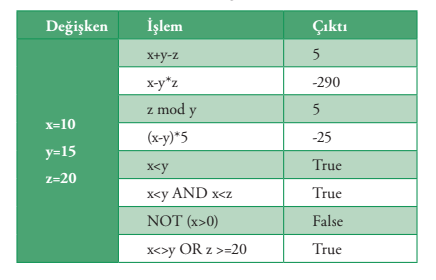 Değişken İşlem Çıktı
x=10
y=15
z=20
x+y-z 5
x-y*z -290
z mod y 5
(x-y)*5 -25
x<y True
x<y AND x<z True
NOT (x>0) False
x<>y OR z >=20 True